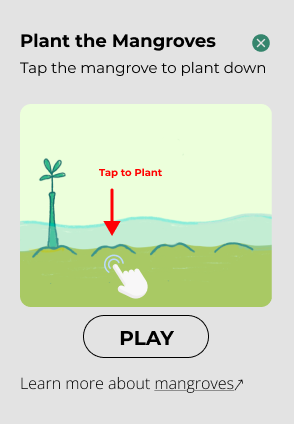 Plant the Mangroves
Tap the mangrove to plant down
Tap to Plant
PLAY
Learn more about mangroves↗